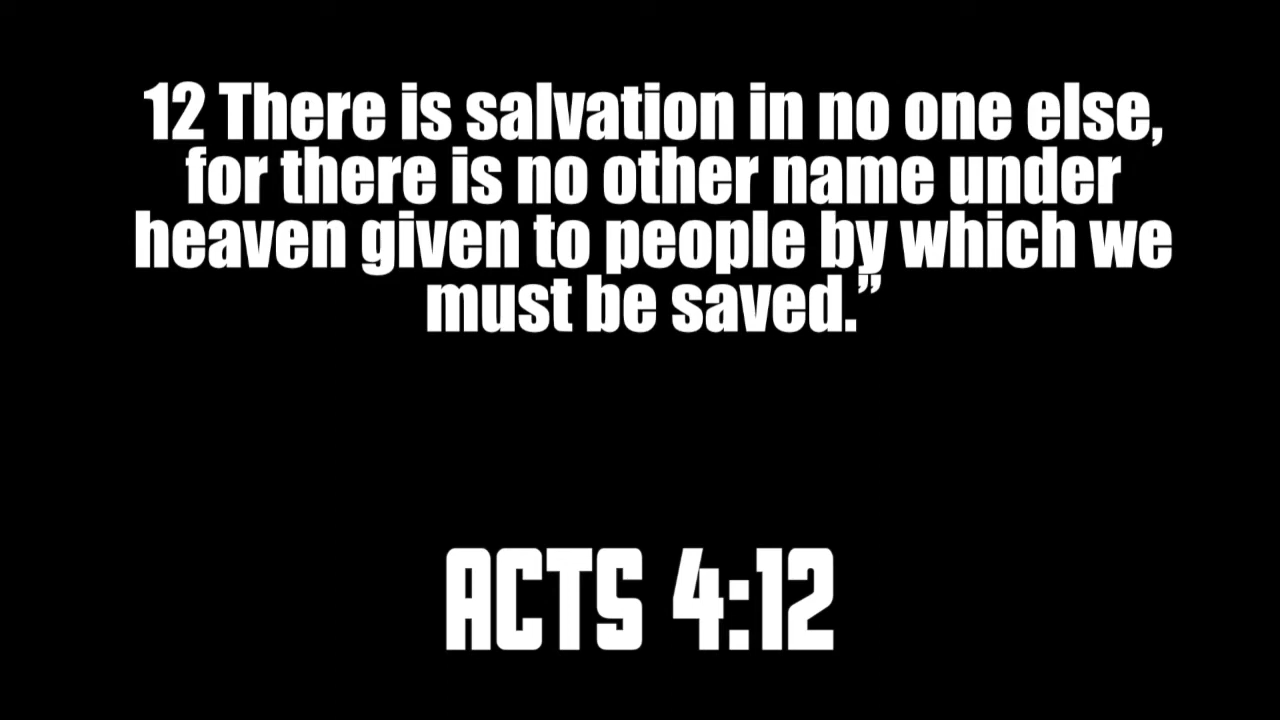 12 There is salvation in no one else,
for there is no other name under
heaven given to people by which we
must be saved.”
ACTS 4:12